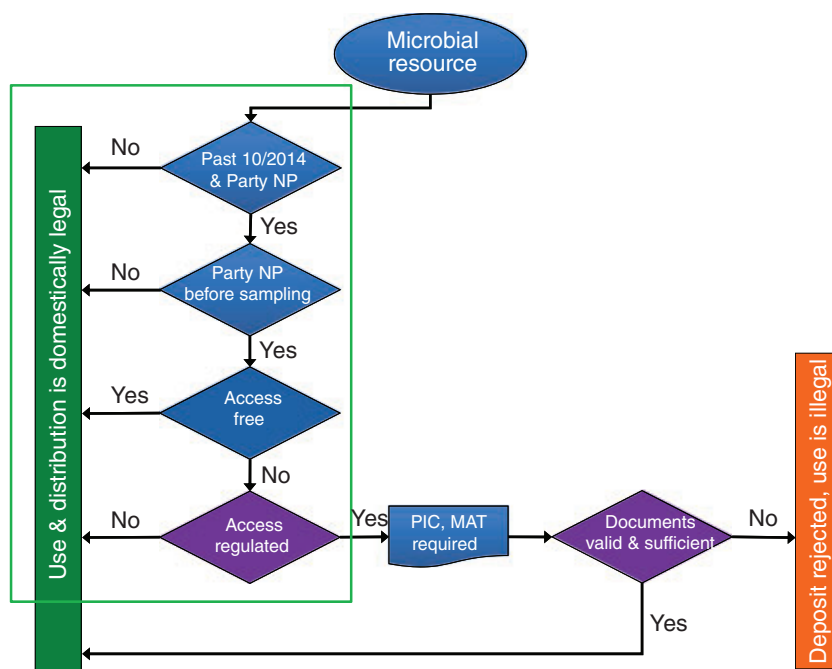 Microbial
resource
No
Past 10/2014
& Party NP
Yes
No
Party NP
before sampling
Yes
Yes
Access
free
No
No
Access
regulated
Yes
PIC, MAT
required
Documents
valid & sufficient
No
Yes
Use & distribution is domestically legal
Deposit rejected, use is illegal